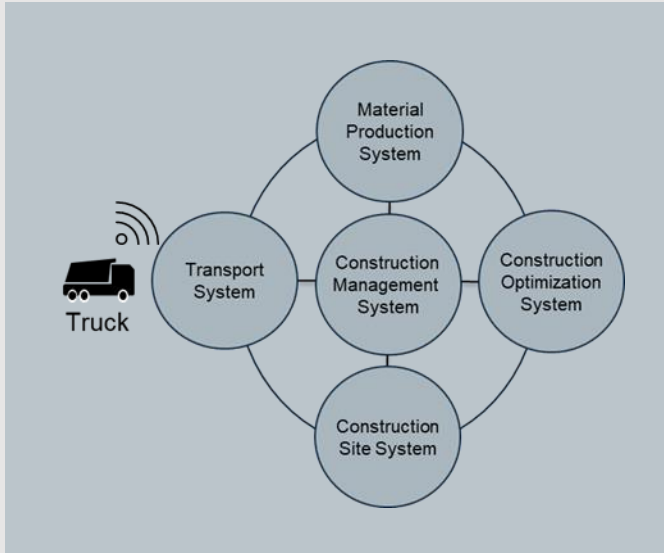 Material
Production
System
Transport
System
Construction
Management
System
Construction
Optimization
System
Truck
Construction
Site System